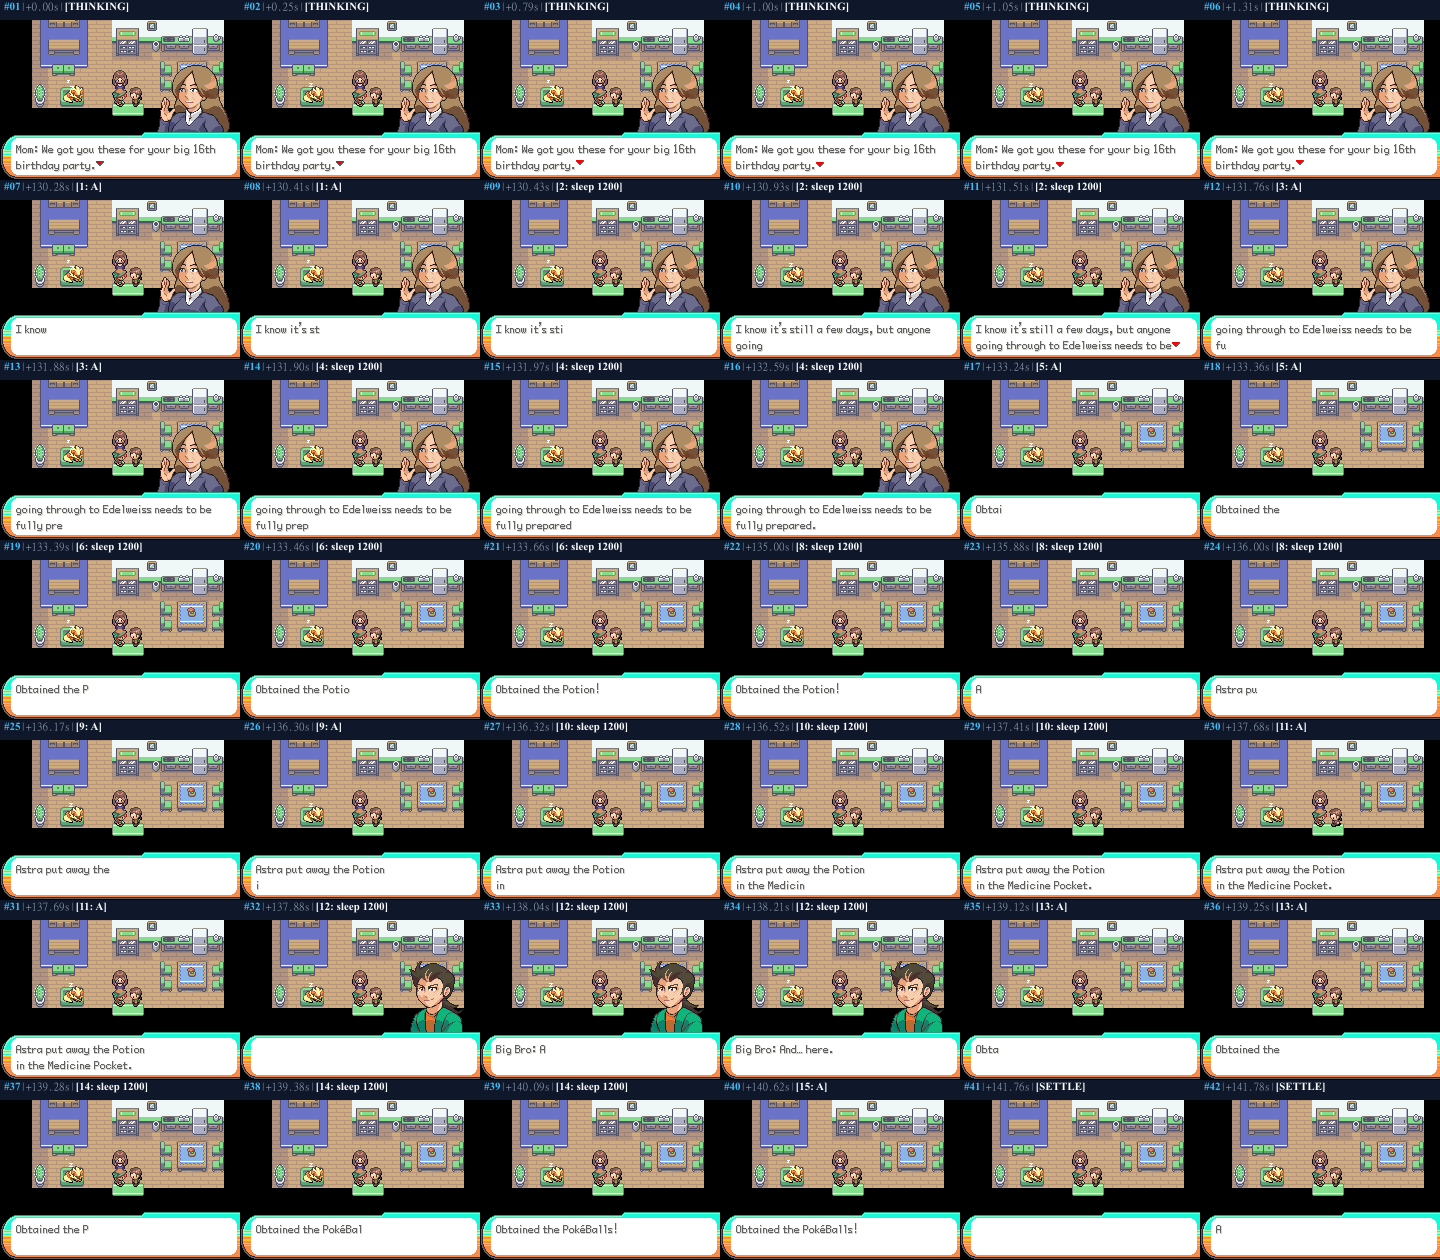 #01 | +0.00s | [THINKING]
Mom: We got you these for your big 16th
birthday party.
#02 | +0.25s | [THINKING]
Mom: We got you these for your big 16th
birthday party.
#03 | +0.79s | [THINKING]
Mom: We got you these for your big 16th
birthday party.
#04 | +1.00s | [THINKING]
Mom: We got you these for your big 16th
birthday party.
#05 | +1.05s | [THINKING]
Mom: We got you these for your big 16th
birthday party.
#06 | +1.31s | [THINKING]
Mom: We got you these for your big 16th
birthday party.
#07 | +130.28s | [1: A]
I know
#08 | +130.41s | [1: A]
I know it's st
#09 | +130.43s | [2: sleep 1200]
I know it's sti
#10 | +130.93s | [2: sleep 1200]
I know it's still a few days, but anyone
going
#11 | +131.51s | [2: sleep 1200]
I know it's still a few days, but anyone
going through to Edelweiss needs to be
#12 | +131.76s | [3: A]
going through to Edelweiss needs to be
fu
#13 | +131.88s | [3: A]
going through to Edelweiss needs to be
fully pre
#14 | +131.90s | [4: sleep 1200]
going through to Edelweiss needs to be
fully prep
#15 | +131.97s | [4: sleep 1200]
going through to Edelweiss needs to be
fully prepared
#16 | +132.59s | [4: sleep 1200]
going through to Edelweiss needs to be
fully prepared.
#17 | +133.24s | [5: A]
Obtai
#18 | +133.36s | [5: A]
Obtained the
#19 | +133.39s | [6: sleep 1200]
Obtained the P
#20 | +133.46s | [6: sleep 1200]
Obtained the Potio
#21 | +133.66s | [6: sleep 1200]
Obtained the Potion!
#22 | +135.00s | [8: sleep 1200]
Obtained the Potion!
#23 | +135.88s | [8: sleep 1200]
A
#24 | +136.00s | [8: sleep 1200]
Astra pu
#25 | +136.17s | [9: A]
Astra put away the
#26 | +136.30s | [9: A]
Astra put away the Potion
i
#27 | +136.32s | [10: sleep 1200]
Astra put away the Potion
in
#28 | +136.52s | [10: sleep 1200]
Astra put away the Potion
in the Medicin
#29 | +137.41s | [10: sleep 1200]
Astra put away the Potion
in the Medicine Pocket.
#30 | +137.68s | [11: A]
Astra put away the Potion
in the Medicine Pocket.
#31 | +137.69s | [11: A]
Astra put away the Potion
in the Medicine Pocket.
#32 | +137.88s | [12: sleep 1200]
#33 | +138.04s | [12: sleep 1200]
Big Bro: A
#34 | +138.21s | [12: sleep 1200]
Big Bro: And... here.
#35 | +139.12s | [13: A]
Obta
#36 | +139.25s | [13: A]
Obtained the
#37 | +139.28s | [14: sleep 1200]
Obtained the P
#38 | +139.38s | [14: sleep 1200]
Obtained the PokéBal
#39 | +140.09s | [14: sleep 1200]
Obtained the PokéBalls!
#40 | +140.62s | [15: A]
Obtained the PokéBalls!
#41 | +141.76s | [SETTLE]
#42 | +141.78s | [SETTLE]
A